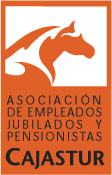 ASOCIACIÓN
DE EMPLEADOS
JUBILADOS Y
PENSIONISTAS
CAJASTUR